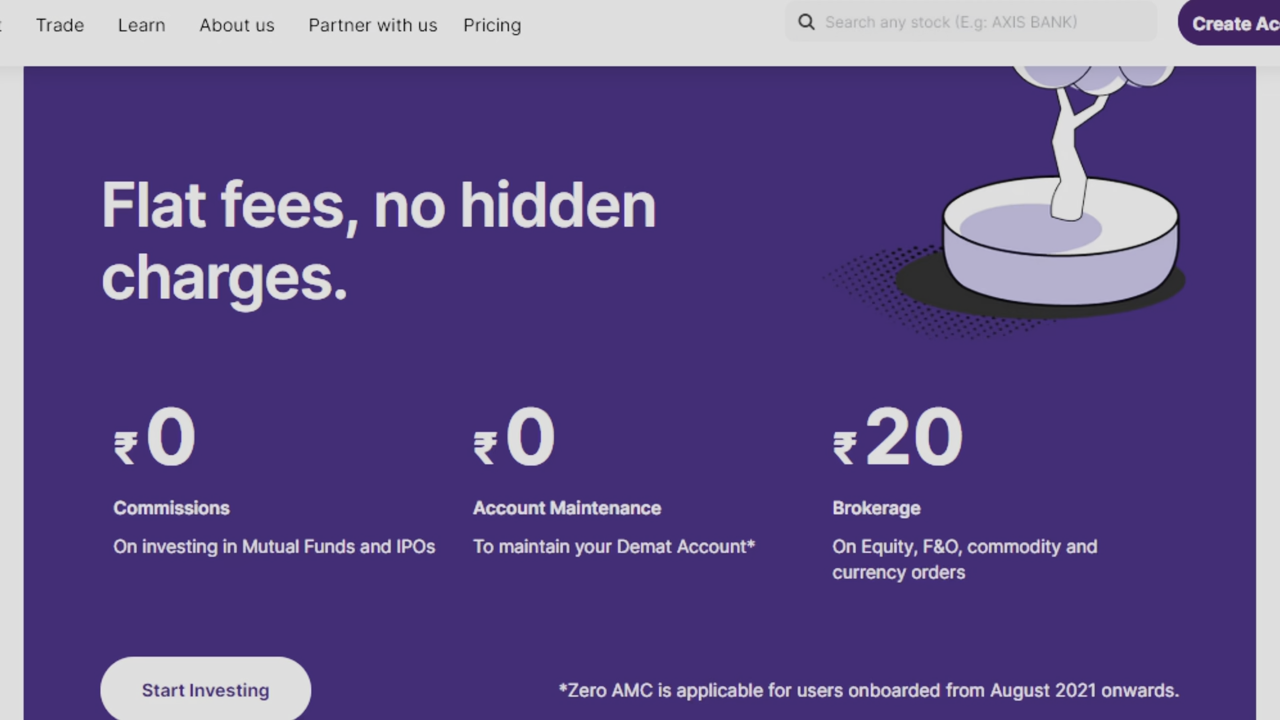 Trade Learn About us Partner with us Pricing Search any stock (E.g: AXIS BANK) Create
Flat fees, no hidden
charges.
₹0 ₹0 ₹20
Commissions Account Maintenance Brokerage
On investing in Mutual Funds and IPOs To maintain your Demat Account* On Equity, F&O, commodity and
currency orders
Start Investing *Zero AMC is applicable for users onboarded from August 2021 onwards.